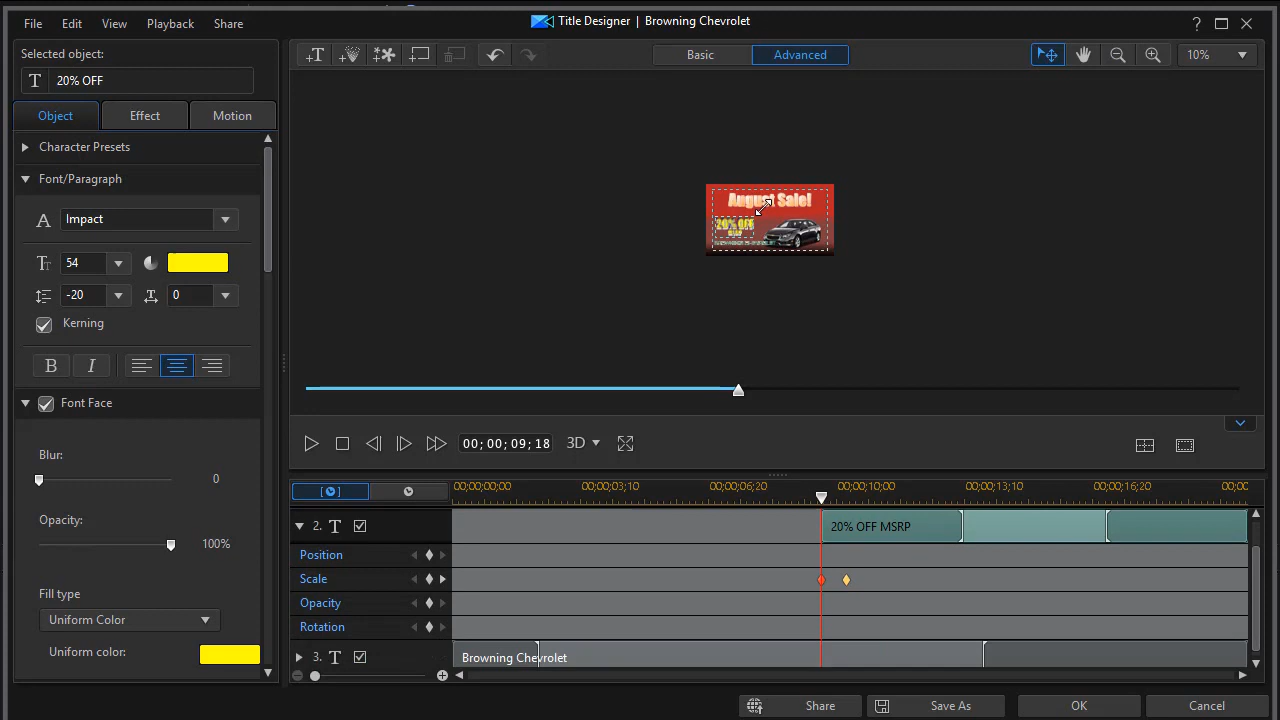 File Edit View Playback Share
Title Designer | Browning Chevrolet
?
Selected object:
T 20% OFF
Object Effect Motion
Character Presets
Font/Paragraph
A Impact
54
-20 0
Kerning
B I
Font Face
Blur:
0
Opacity:
100%
Fill type
Uniform Color
Uniform color:
Basic Advanced
10%
August Sale!
20% OFF
00;00;09;18 3D
00;00;00;00 00;00;03;10 00;00;06;20 00;00;10;00 00;00;13;10 00;00;16;20 00;00
2. T 20% OFF MSRP
Position
Scale
Opacity
Rotation
3. T Browning Chevrolet
Share Save As OK Cancel